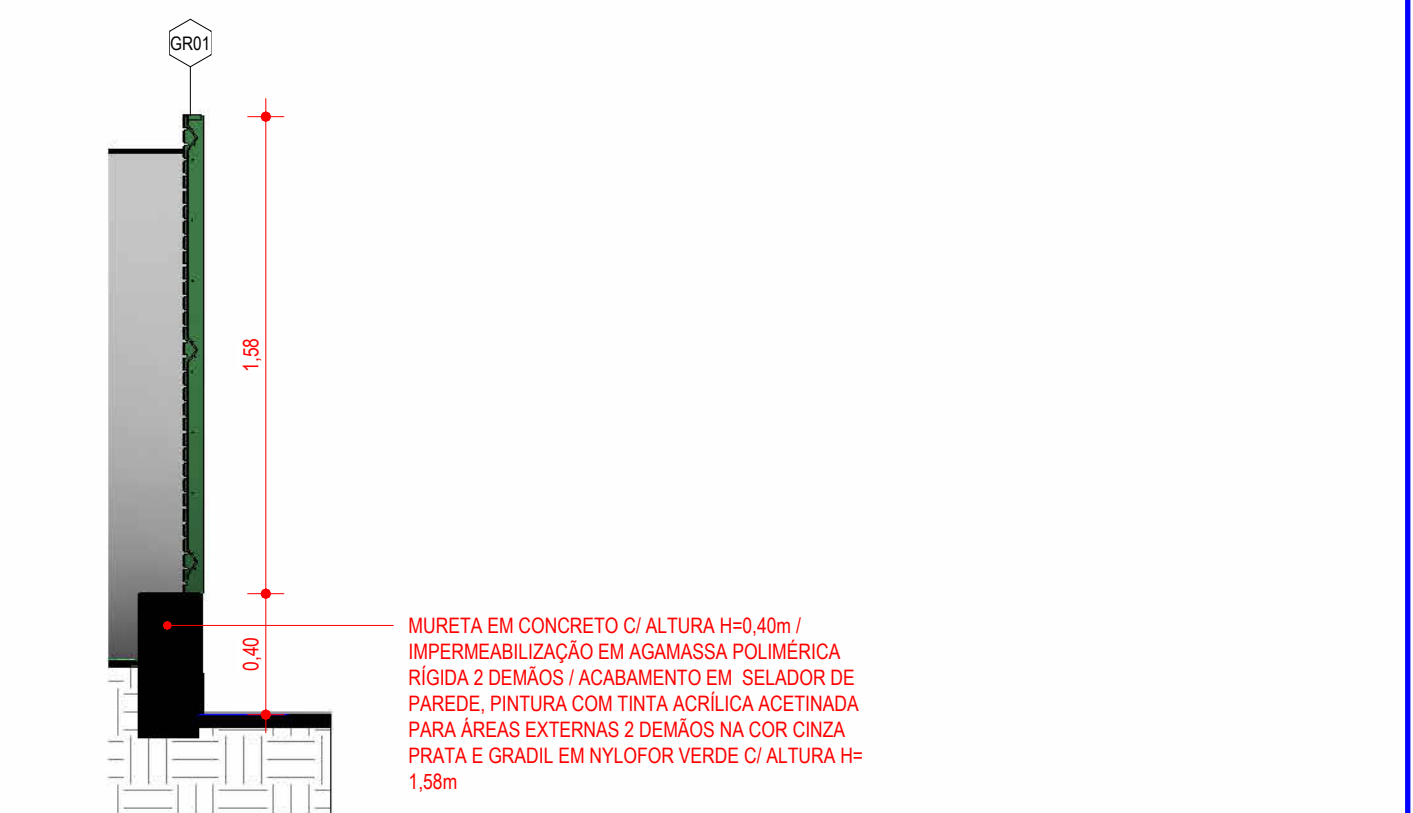 GR01
1,58
0,40
MURETA EM CONCRETO C/ ALTURA H=0,40m /
IMPERMEABILIZAÇÃO EM AGAMASSA POLIMÉRICA
RÍGIDA 2 DEMÃOS / ACABAMENTO EM  SELADOR DE
PAREDE, PINTURA COM TINTA ACRÍLICA ACETINADA
PARA ÁREAS EXTERNAS 2 DEMÃOS NA COR CINZA
PRATA E GRADIL EM NYLOFOR VERDE C/ ALTURA H=
1,58m